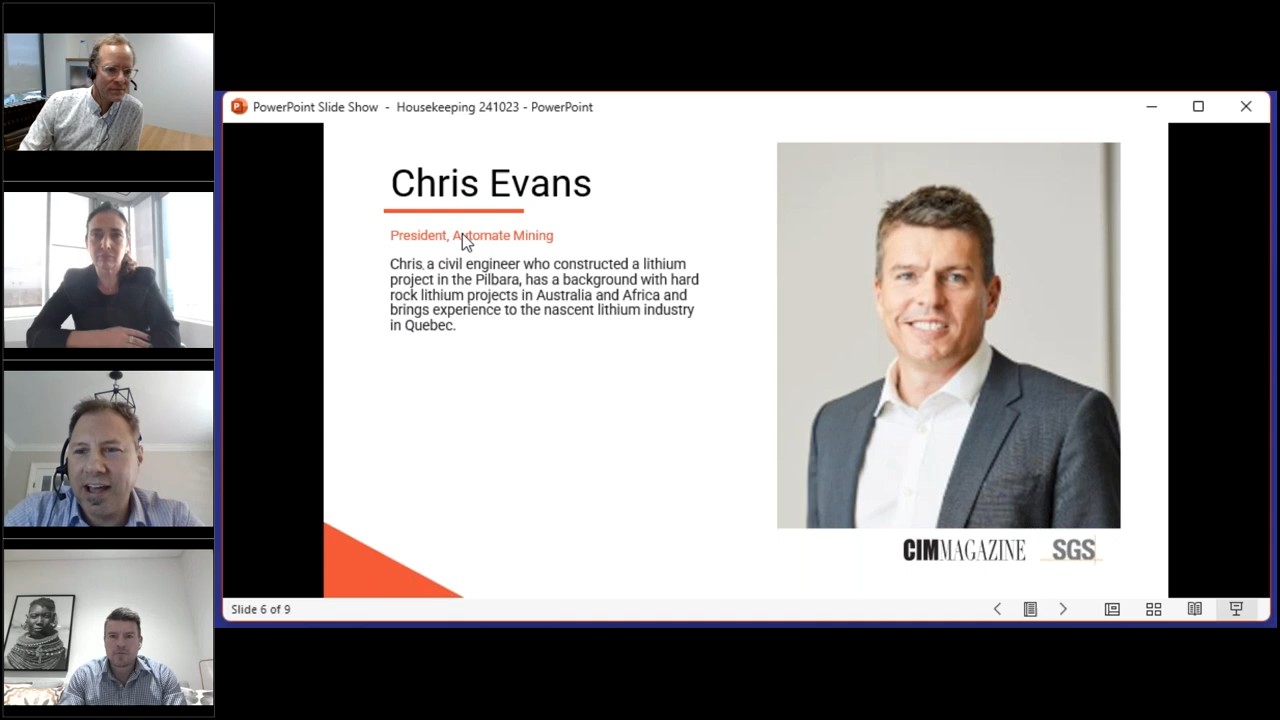 PowerPoint Slide Show - Housekeeping 241023 - PowerPoint
Chris Evans
President, Automate Mining
Chris, a civil engineer who constructed a lithium
project in the Pilbara, has a background with hard
rock lithium projects in Australia and Africa and
brings experience to the nascent lithium industry
in Quebec.
CIMMAGAZINE SGS
Slide 6 of 9